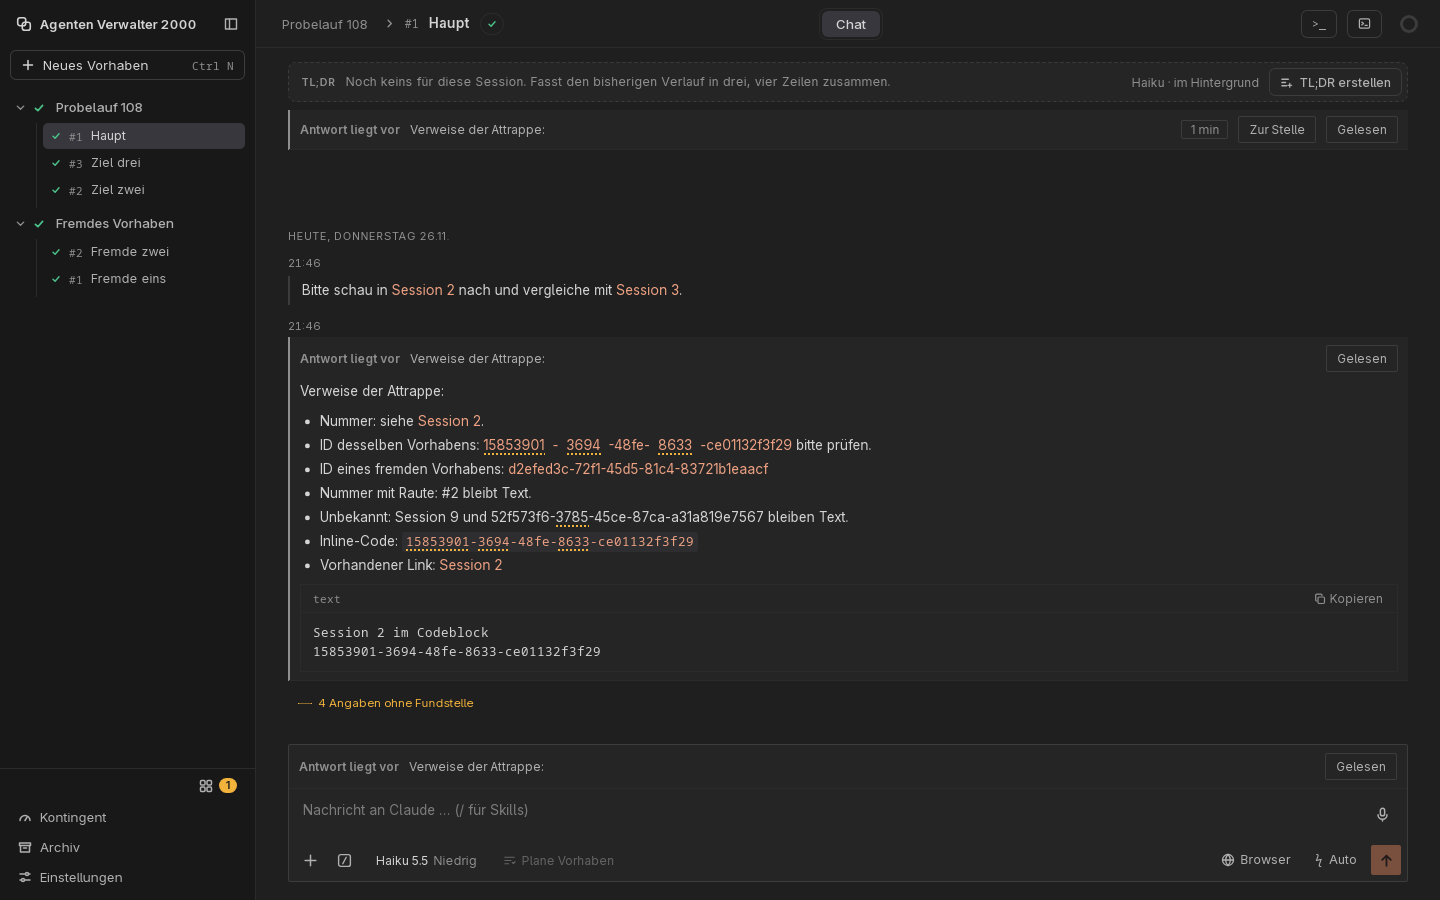 Agenten Verwalter 2000
Neues Vorhaben Ctrl N
Probelauf 108
#1 Haupt
#3 Ziel drei
#2 Ziel zwei
Fremdes Vorhaben
#2 Fremde zwei
#1 Fremde eins
1
Kontingent
Archiv
Einstellungen
Probelauf 108 #1 Haupt
Chat
>_
TL;DR Noch keins für diese Session. Fasst den bisherigen Verlauf in drei, vier Zeilen zusammen. Haiku · im Hintergrund TL;DR erstellen
Antwort liegt vor Verweise der Attrappe: 1 min Zur Stelle Gelesen
HEUTE, DONNERSTAG 26.11.
21:46
Bitte schau in Session 2 nach und vergleiche mit Session 3.
21:46
Antwort liegt vor Verweise der Attrappe: Gelesen
Verweise der Attrappe:
• Nummer: siehe Session 2.
• ID desselben Vorhabens: 15853901 - 3694 -48fe- 8633 -ce01132f3f29 bitte prüfen.
• ID eines fremden Vorhabens: d2efed3c-72f1-45d5-81c4-83721b1eaacf
• Nummer mit Raute: #2 bleibt Text.
• Unbekannt: Session 9 und 52f573f6-3785-45ce-87ca-a31a819e7567 bleiben Text.
• Inline-Code: 15853901-3694-48fe-8633-ce01132f3f29
• Vorhandener Link: Session 2
text Kopieren
Session 2 im Codeblock
15853901-3694-48fe-8633-ce01132f3f29
4 Angaben ohne Fundstelle
Antwort liegt vor Verweise der Attrappe: Gelesen
Nachricht an Claude … (/ für Skills)
Haiku 5.5 Niedrig Plane Vorhaben Browser Auto